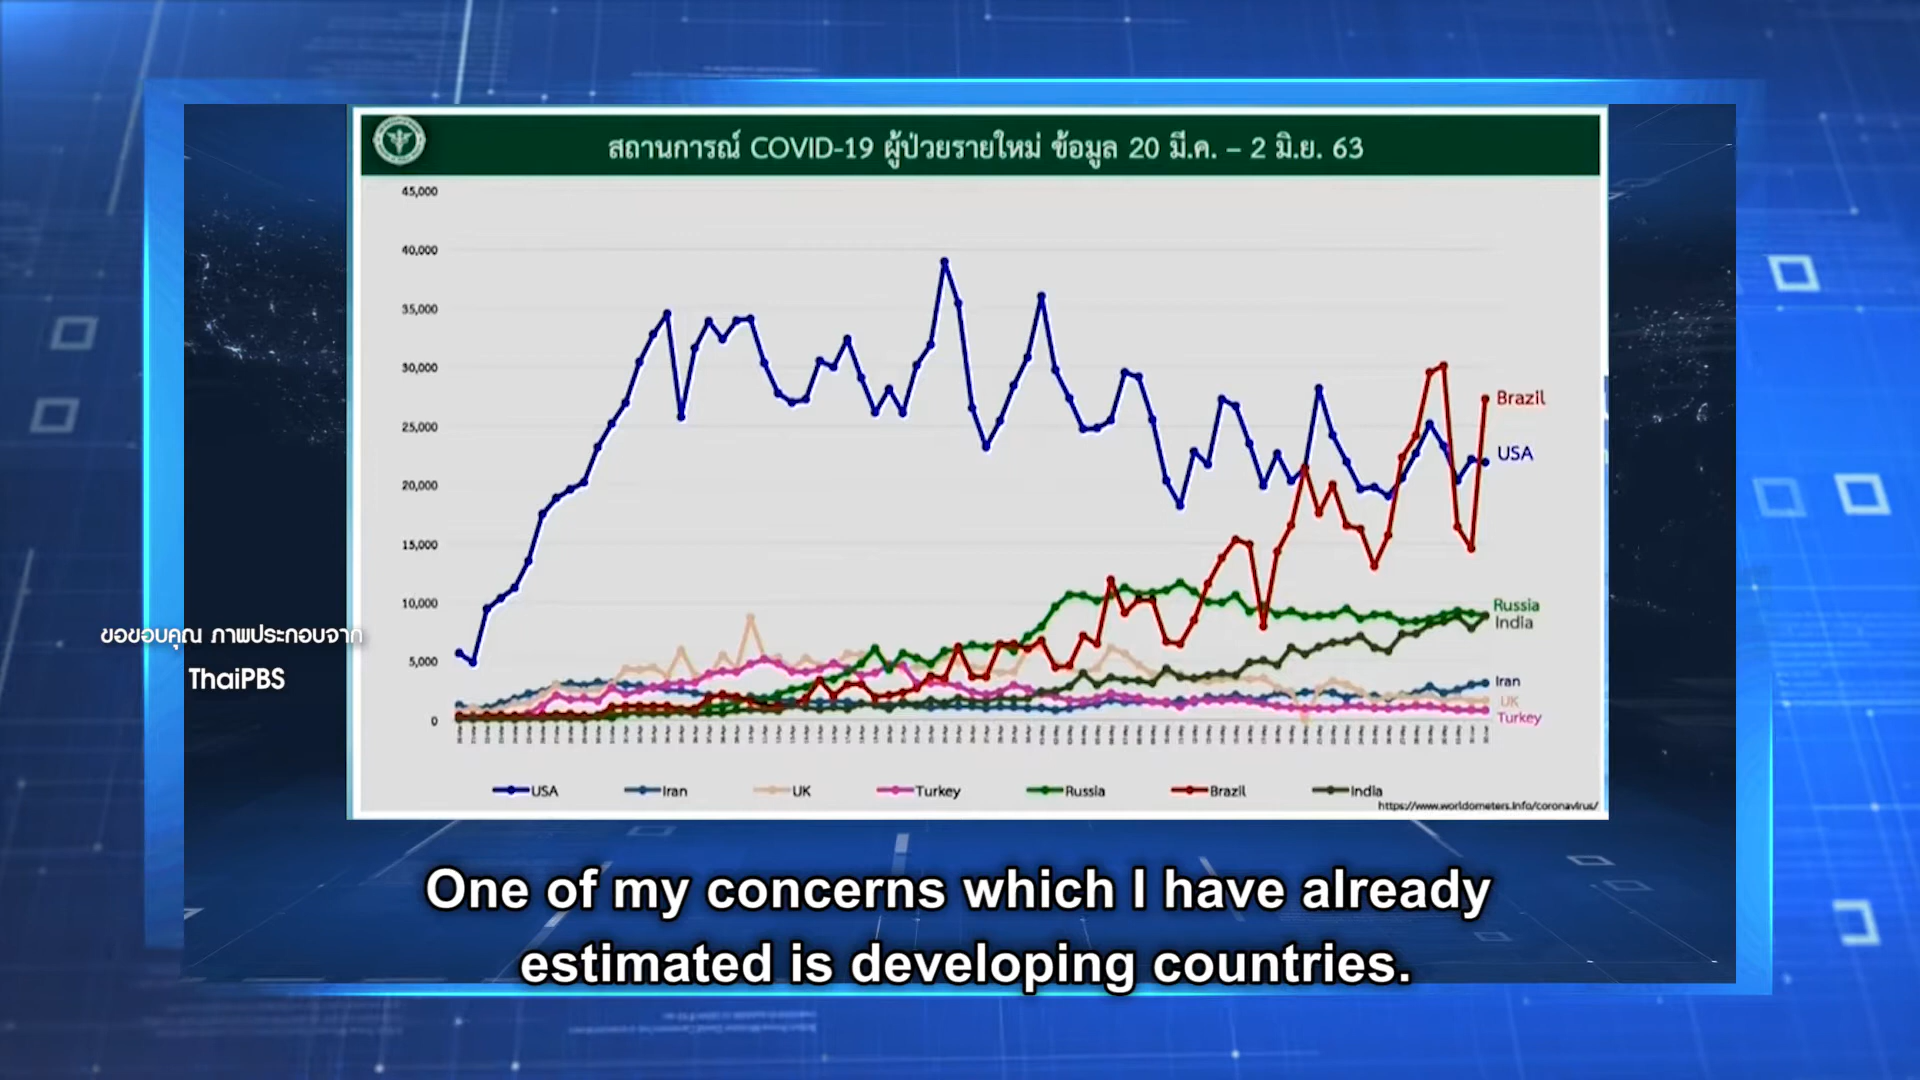 สถานการณ์ COVID-19 ผู้ป่วยรายใหม่ ข้อมูล 20 มี.ค. – 2 มิ.ย. 63
45,000
40,000
35,000
30,000
25,000
20,000
15,000
10,000
5,000
0
Brazil
USA
Russia
India
Iran
UK
Turkey
USA
Iran
UK
Turkey
Russia
Brazil
India
https://www.worldometers.info/coronavirus/
ขอขอบคุณ ภาพประกอบจาก
ThaiPBS
One of my concerns which I have already
estimated is developing countries.